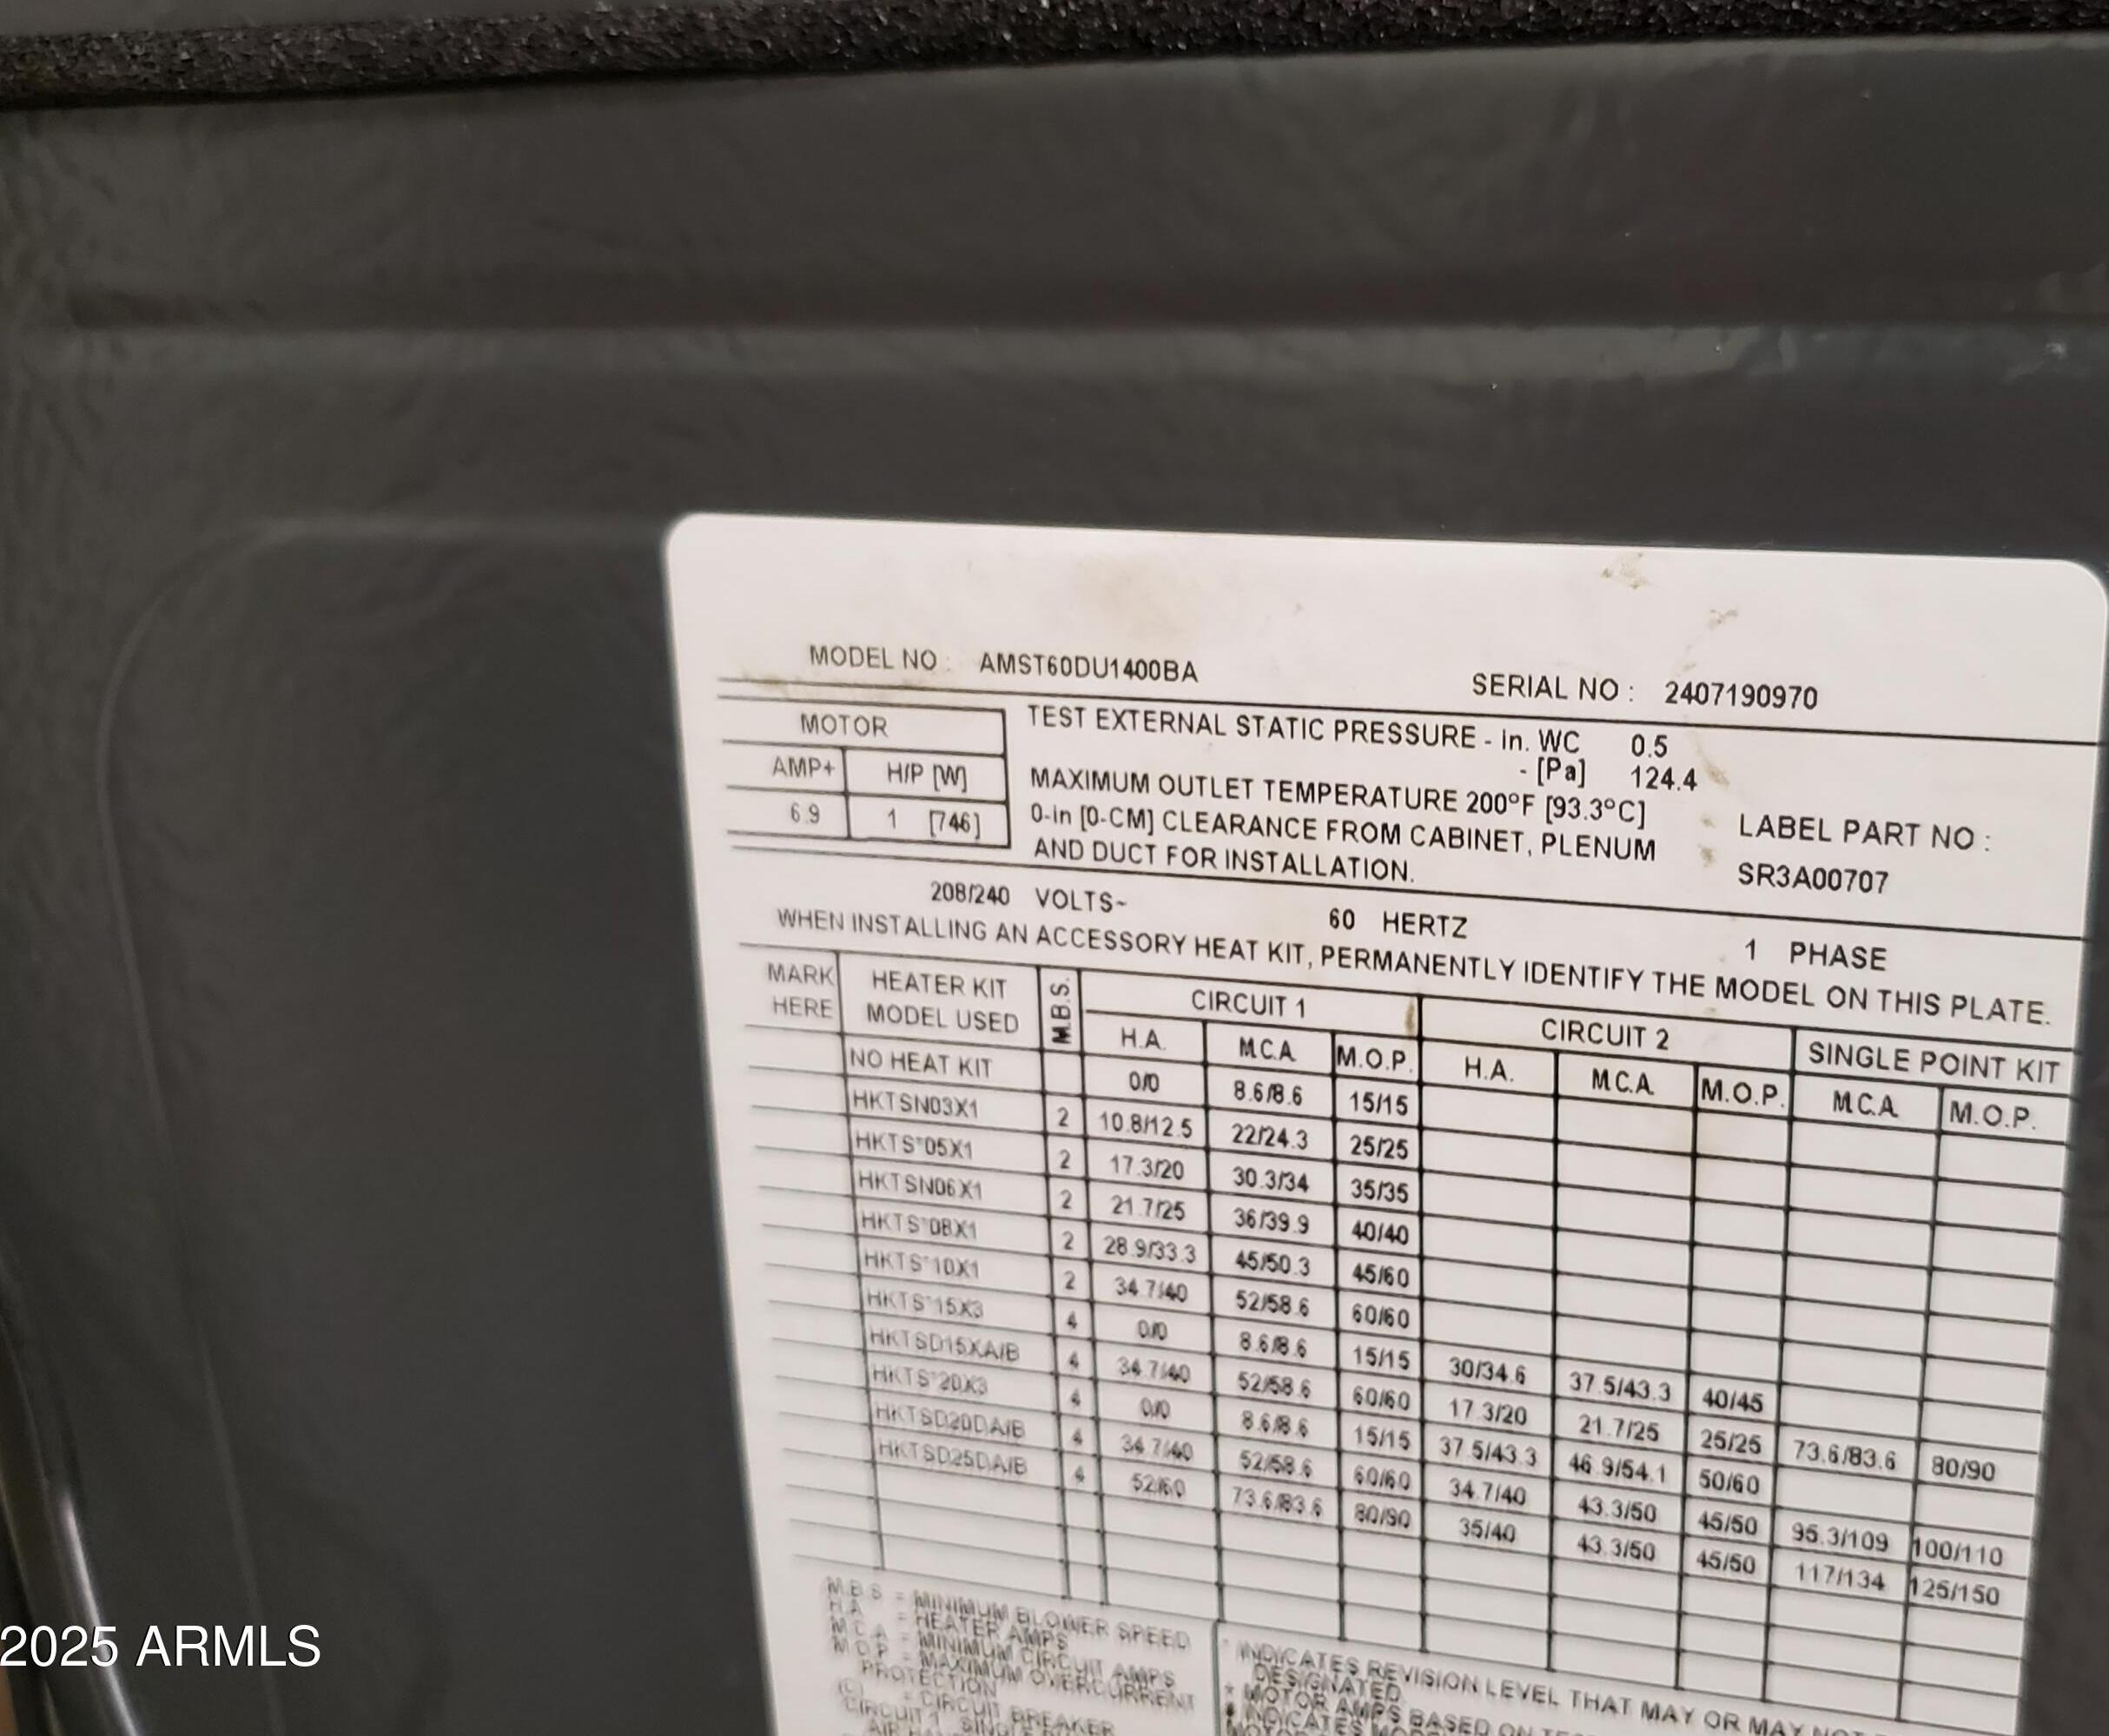 MODEL NO : AMST60DU1400BA
SERIAL NO : 2407190970
MOTOR
AMP+ H/P [W]
6.9 1 [746]
TEST EXTERNAL STATIC PRESSURE - in. WC 0.5
- [Pa] 124.4
MAXIMUM OUTLET TEMPERATURE 200°F [93.3°C]
0-in [0-CM] CLEARANCE FROM CABINET, PLENUM
AND DUCT FOR INSTALLATION.
LABEL PART NO :
SR3A00707
208/240 VOLTS~ 60 HERTZ 1 PHASE
WHEN INSTALLING AN ACCESSORY HEAT KIT, PERMANENTLY IDENTIFY THE MODEL ON THIS PLATE.
MARK HERE
HEATER KIT MODEL USED
M.B.S.
CIRCUIT 1 CIRCUIT 2 SINGLE POINT KIT
H.A. M.C.A. M.O.P. H.A. M.C.A. M.O.P. M.C.A. M.O.P.
NO HEAT KIT 0/0 8.6/8.6 15/15
HKTSN03X1 2 10.8/12.5 22/24.3 25/25
HKTS*05X1 2 17.3/20 30.3/34 35/35
HKTSN06X1 2 21.7/25 36/39.9 40/40
HKTS*08X1 2 28.9/33.3 45/50.3 45/60
HKTS*10X1 2 34.7/40 52/58.6 60/60
HKTS*15X3 4 0/0 8.6/8.6 15/15 30/34.6 37.5/43.3 40/45
HKTSD15XA/B 4 34.7/40 52/58.6 60/60 17.3/20 21.7/25 25/25 73.6/83.6 80/90
HKTS*20X3 4 0/0 8.6/8.6 15/15 37.5/43.3 46.9/54.1 50/60
HKTSD20DA/B 4 34.7/40 52/58.6 60/60 34.7/40 43.3/50 45/50 95.3/109 100/110
HKTSD25DA/B 4 52/60 73.6/83.6 80/90 35/40 43.3/50 45/50 117/134 125/150
M.B.S = MINIMUM BLOWER SPEED
H.A. = HEATER AMPS
M.C.A = MINIMUM CIRCUIT AMPS
M.O.P = MAXIMUM OVERCURRENT
PROTECTION
(C) = CIRCUIT BREAKER
CIRCUIT 1
* INDICATES REVISION LEVEL THAT MAY OR MAY NOT
DESIGNATED
+ MOTOR AMPS BASED ON
INDICATES
2025 ARMLS